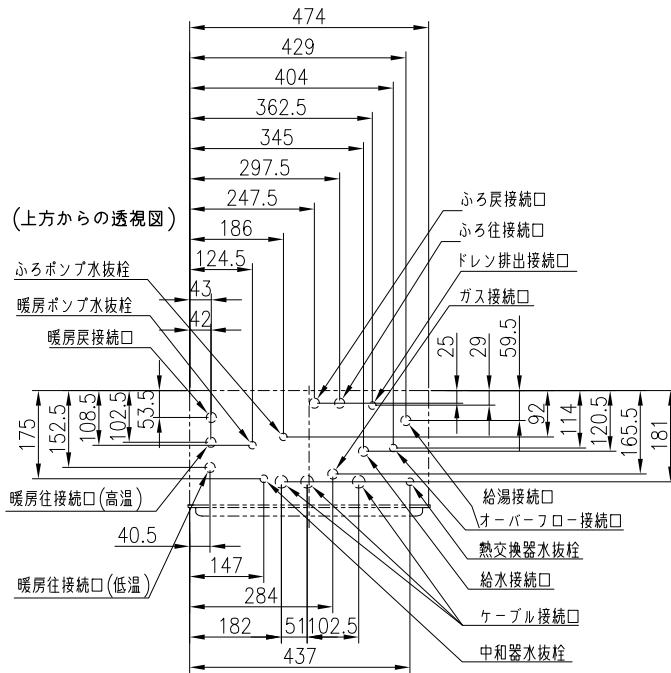 474
429
404
362.5
345
297.5
247.5
ふろ戻接続口
(上方からの透視図)
186
ふろ往接続口
ふろポンプ水抜栓
124.5
ドレン排出接続口
暖房ポンプ水抜栓
43
ガス接続口
暖房戻接続口
42
25
29
59.5
175
152.5
108.5
102.5
53.5
92
114
120.5
165.5
181
暖房往接続口(高温)
給湯接続口
オーバーフロー接続口
40.5
熱交換器水抜栓
147
暖房往接続口(低温)
給水接続口
284
182
51
102.5
ケーブル接続口
437
中和器水抜栓